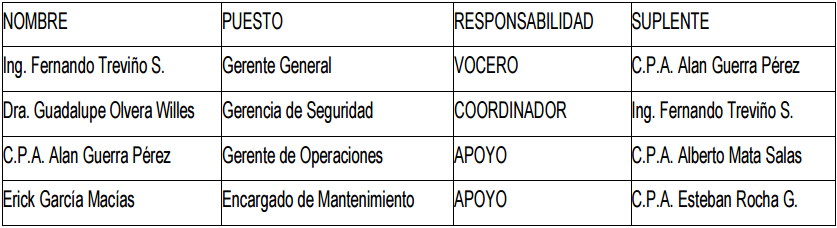 NOMBRE PUESTO RESPONSABILIDAD SUPLENTE
Ing. Fernando Treviño S. Gerente General VOCERO C.P.A. Alan Guerra Pérez
Dra. Guadalupe Olvera Willes Gerencia de Seguridad COORDINADOR Ing. Fernando Treviño S.
C.P.A. Alan Guerra Pérez Gerente de Operaciones APOYO C.P.A. Alberto Mata Salas
Erick García Macías Encargado de Mantenimiento APOYO C.P.A. Esteban Rocha G.